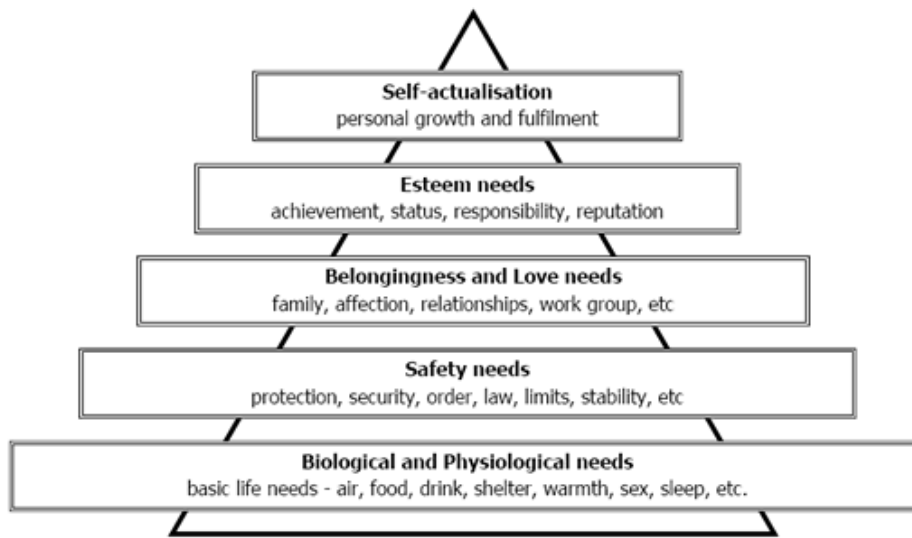 Self-actualisation
personal growth and fulfilment
Esteem needs
achievement, status, responsibility, reputation
Belongingness and Love needs
family, affection, relationships, work group, etc
Safety needs
protection, security, order, law, limits, stability, etc
Biological and Physiological needs
basic life needs - air, food, drink, shelter, warmth, sex, sleep, etc.